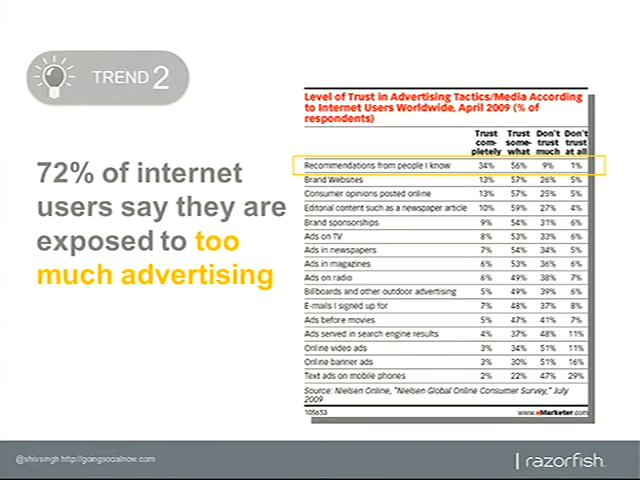 TREND 2
72% of internet
users say they are
exposed to too
much advertising
Level of Trust in Advertising Tactics/Media According
to Internet Users Worldwide, April 2009 (% of
respondents)
Trust completely Trust somewhat Don't trust much Don't trust at all
Recommendations from people I know 34% 56% 9% 1%
Brand Websites 13% 57% 26% 5%
Consumer opinions posted online 13% 57% 25% 5%
Editorial content such as a newspaper article 10% 59% 27% 4%
Brand sponsorships 9% 54% 31% 6%
Ads on TV 8% 53% 33% 6%
Ads in newspapers 7% 54% 34% 5%
Ads in magazines 6% 53% 36% 6%
Ads on radio 6% 49% 38% 7%
Billboards and other outdoor advertising 5% 49% 39% 6%
E-mails I signed up for 7% 48% 37% 8%
Ads before movies 5% 47% 41% 7%
Ads served in search engine results 4% 37% 48% 11%
Online video ads 3% 34% 51% 11%
Online banner ads 3% 30% 51% 16%
Text ads on mobile phones 2% 22% 47% 29%
Source: Nielsen Online, "Nielsen Global Online Consumer Survey," July
2009
105653 www.eMarketer.com
@shivsingh http://goingsocialnow.com
razorfish.